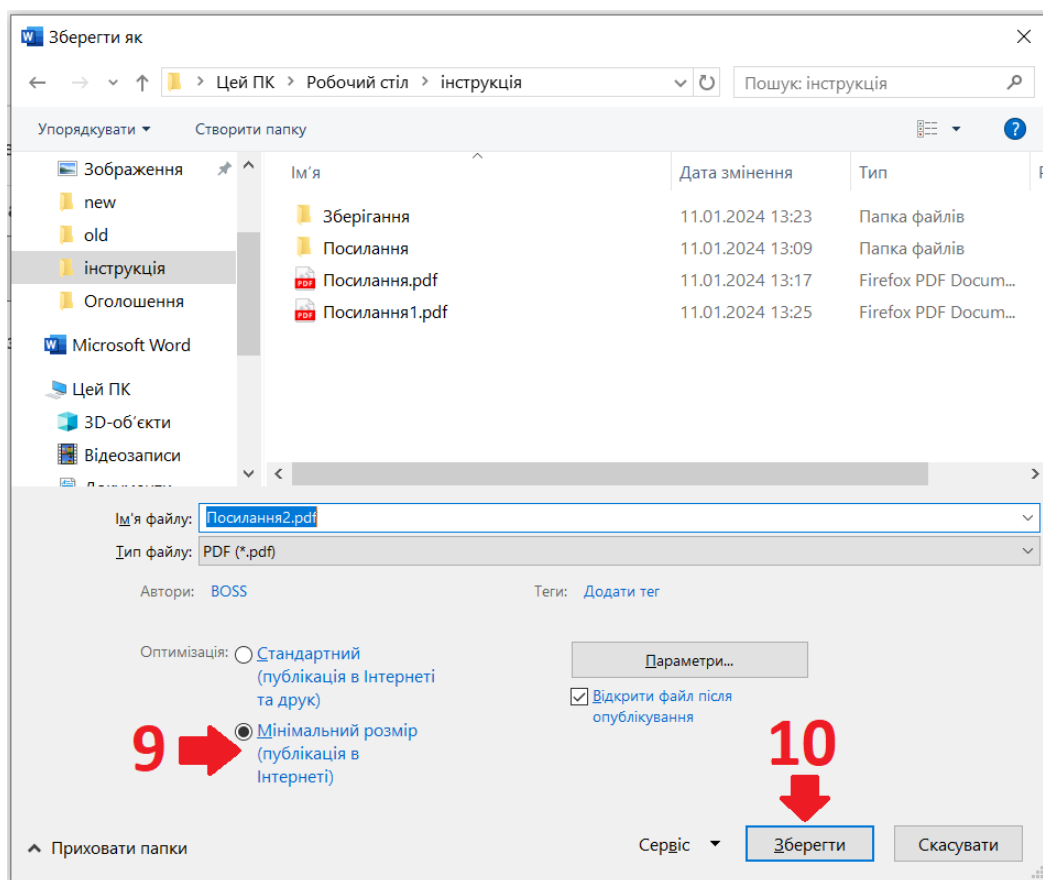 Зберегти як
Цей ПК > Робочий стіл > інструкція
Пошук: інструкція
Упорядкувати Створити папку
Ім'я Дата змінення Тип
Зображення
new
old
інструкція
Оголошення
Microsoft Word
Цей ПК
3D-об'єкти
Відеозаписи
Зберігання 11.01.2024 13:23 Папка файлів
Посилання 11.01.2024 13:09 Папка файлів
Посилання.pdf 11.01.2024 13:17 Firefox PDF Docum...
Посилання1.pdf 11.01.2024 13:25 Firefox PDF Docum...
Ім'я файлу: Посилання2.pdf
Тип файлу: PDF (*.pdf)
Автори: BOSS
Теги: Додати тег
Оптимізація: Стандартний
(публікація в Інтернеті
та друк)
Мінімальний розмір
(публікація в
Інтернеті)
9
Параметри...
Відкрити файл після
опублікування
10
Приховати папки
Сервіс Зберегти Скасувати